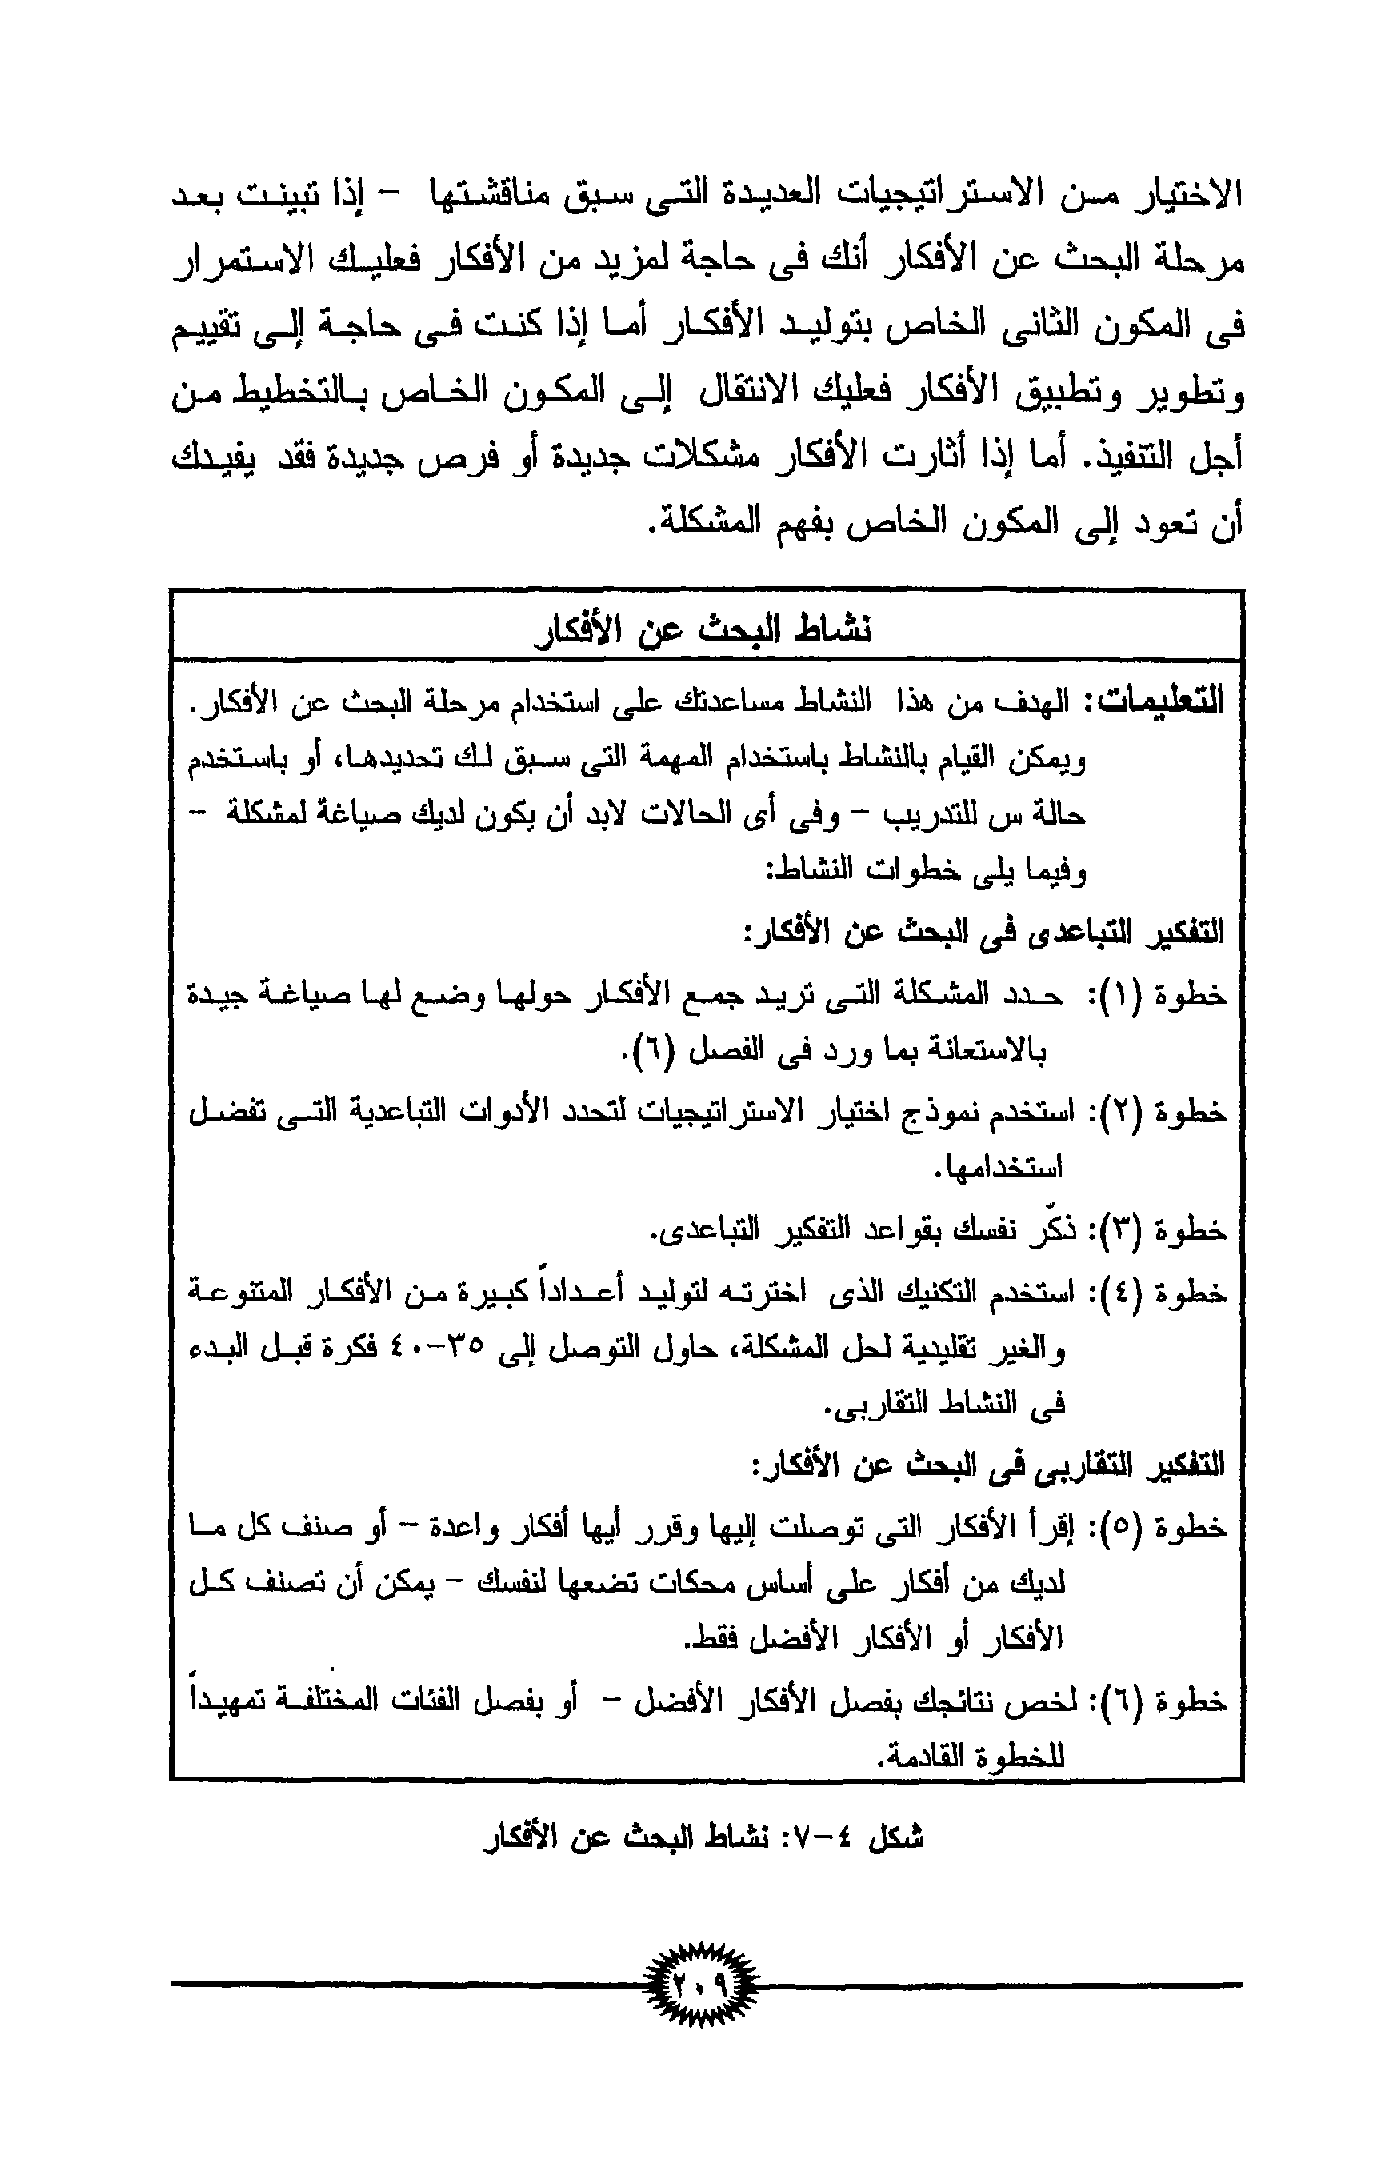 الاختيار من الاستراتيجيات العديدة التى سبق مناقشتها - إذا تبينت بعد
مرحلة البحث عن الأفكار أنك فى حاجة لمزيد من الأفكار فعليك الاستمرار
فى المكون الثانى الخاص بتوليد الأفكار أما إذا كنت فى حاجة إلى تقييم
وتطوير وتطبيق الأفكار فعليك الانتقال إلى المكون الخاص بالتخطيط من
أجل التنفيذ. أما إذا أثارت الأفكار مشكلات جديدة أو فرص جديدة فقد يفيدك
أن تعود إلى المكون الخاص بفهم المشكلة.
نشاط البحث عن الأفكار
التعليمات: الهدف من هذا النشاط مساعدتك على استخدام مرحلة البحث عن الأفكار.
ويمكن القيام بالنشاط باستخدام المهمة التى سبق لك تحديدها، أو باستخدم
حالة س للتدريب - وفى أى الحالات لابد أن يكون لديك صياغة لمشكلة -
وفيما يلى خطوات النشاط:
التفكير التباعدى فى البحث عن الأفكار:
خطوة (١): حدد المشكلة التى تريد جمع الأفكار حولها وضع لها صياغة جيدة
بالاستعانة بما ورد فى الفصل (٦).
خطوة (٢): استخدم نموذج اختيار الاستراتيجيات لتحدد الأدوات التباعدية التى تفضل
استخدامها.
خطوة (٣): ذكّر نفسك بقواعد التفكير التباعدى.
خطوة (٤): استخدم التكنيك الذى اخترته لتوليد أعداداً كبيرة من الأفكار المتنوعة
والغير تقليدية لحل المشكلة، حاول التوصل إلى ٣٥-٤٠ فكرة قبل البدء
فى النشاط التقاربى.
التفكير التقاربى فى البحث عن الأفكار:
خطوة (٥): إقرأ الأفكار التى توصلت إليها وقرر أيها أفكار واعدة - أو صنف كل ما
لديك من أفكار على أساس محكات تضعها لنفسك - يمكن أن تصنف كل
الأفكار أو الأفكار الأفضل فقط.
خطوة (٦): لخص نتائجك بفصل الأفكار الأفضل - أو بفصل الفئات المختلفة تمهيداً
للخطوة القادمة.
شكل ٤-٧: نشاط البحث عن الأفكار
٢٠٩